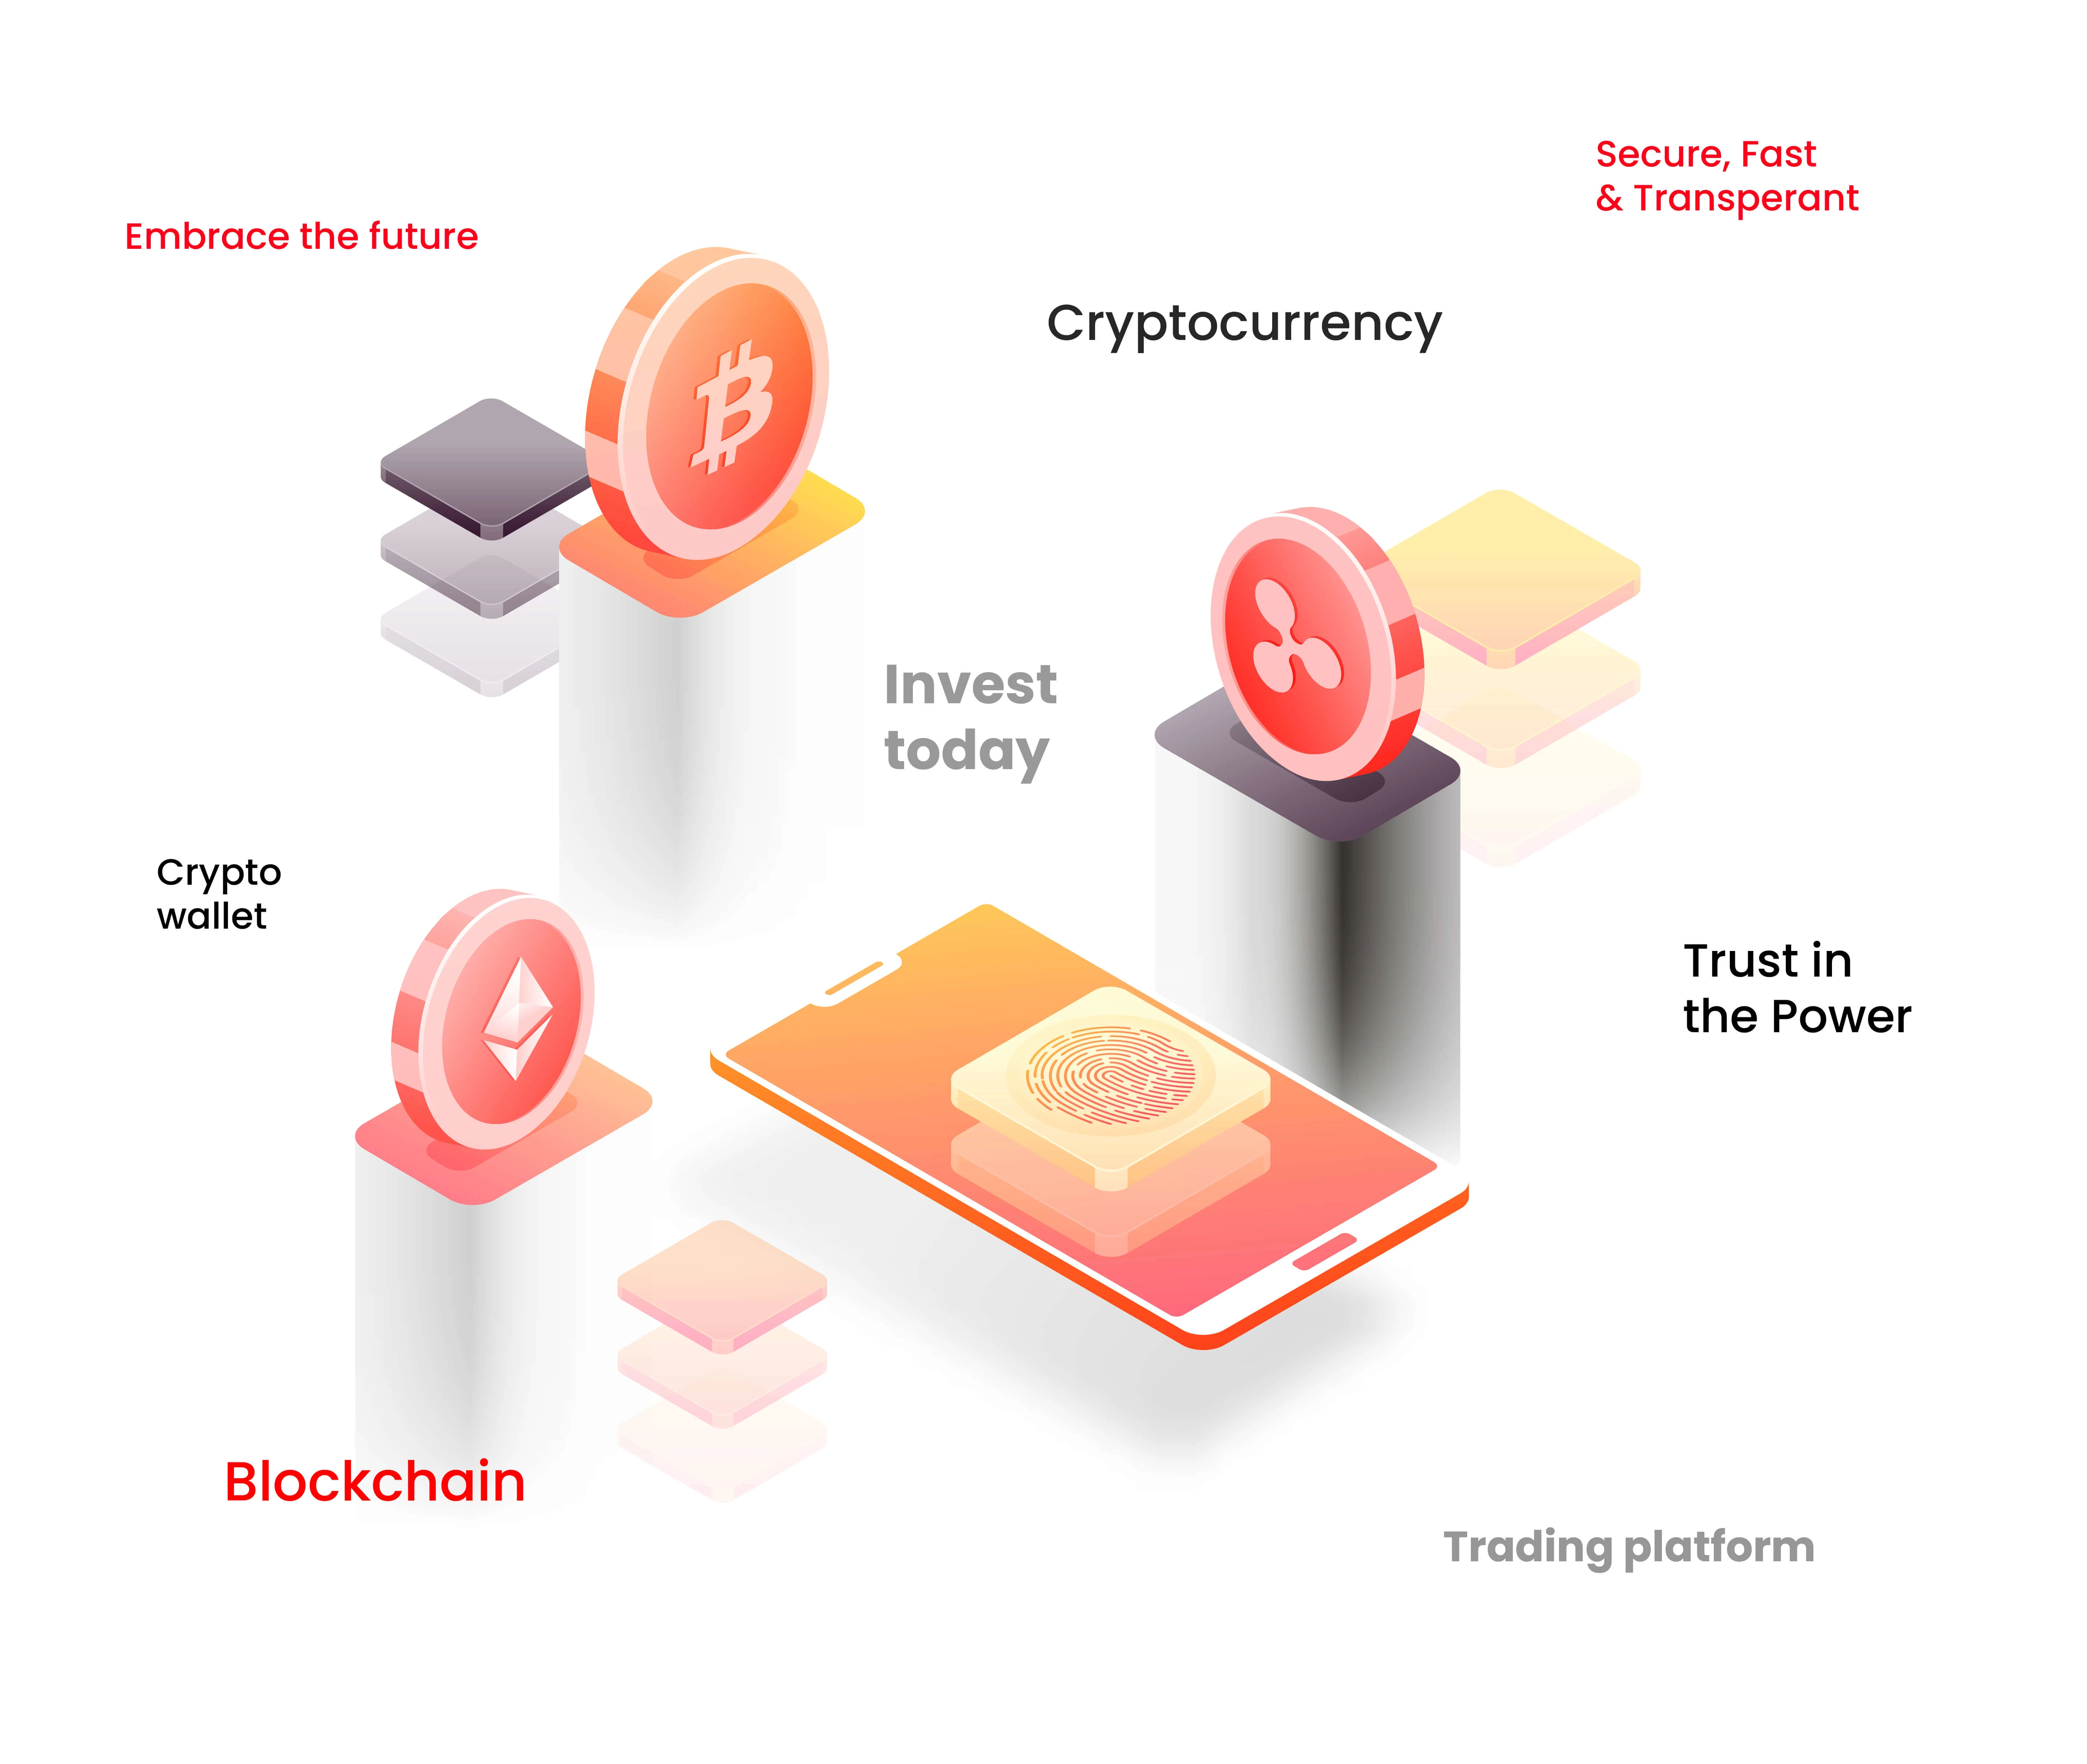 Secure, Fast
& Transperant
Embrace the future
Cryptocurrency
Invest
today
Crypto
wallet
Trust in
the Power
Blockchain
Trading platform